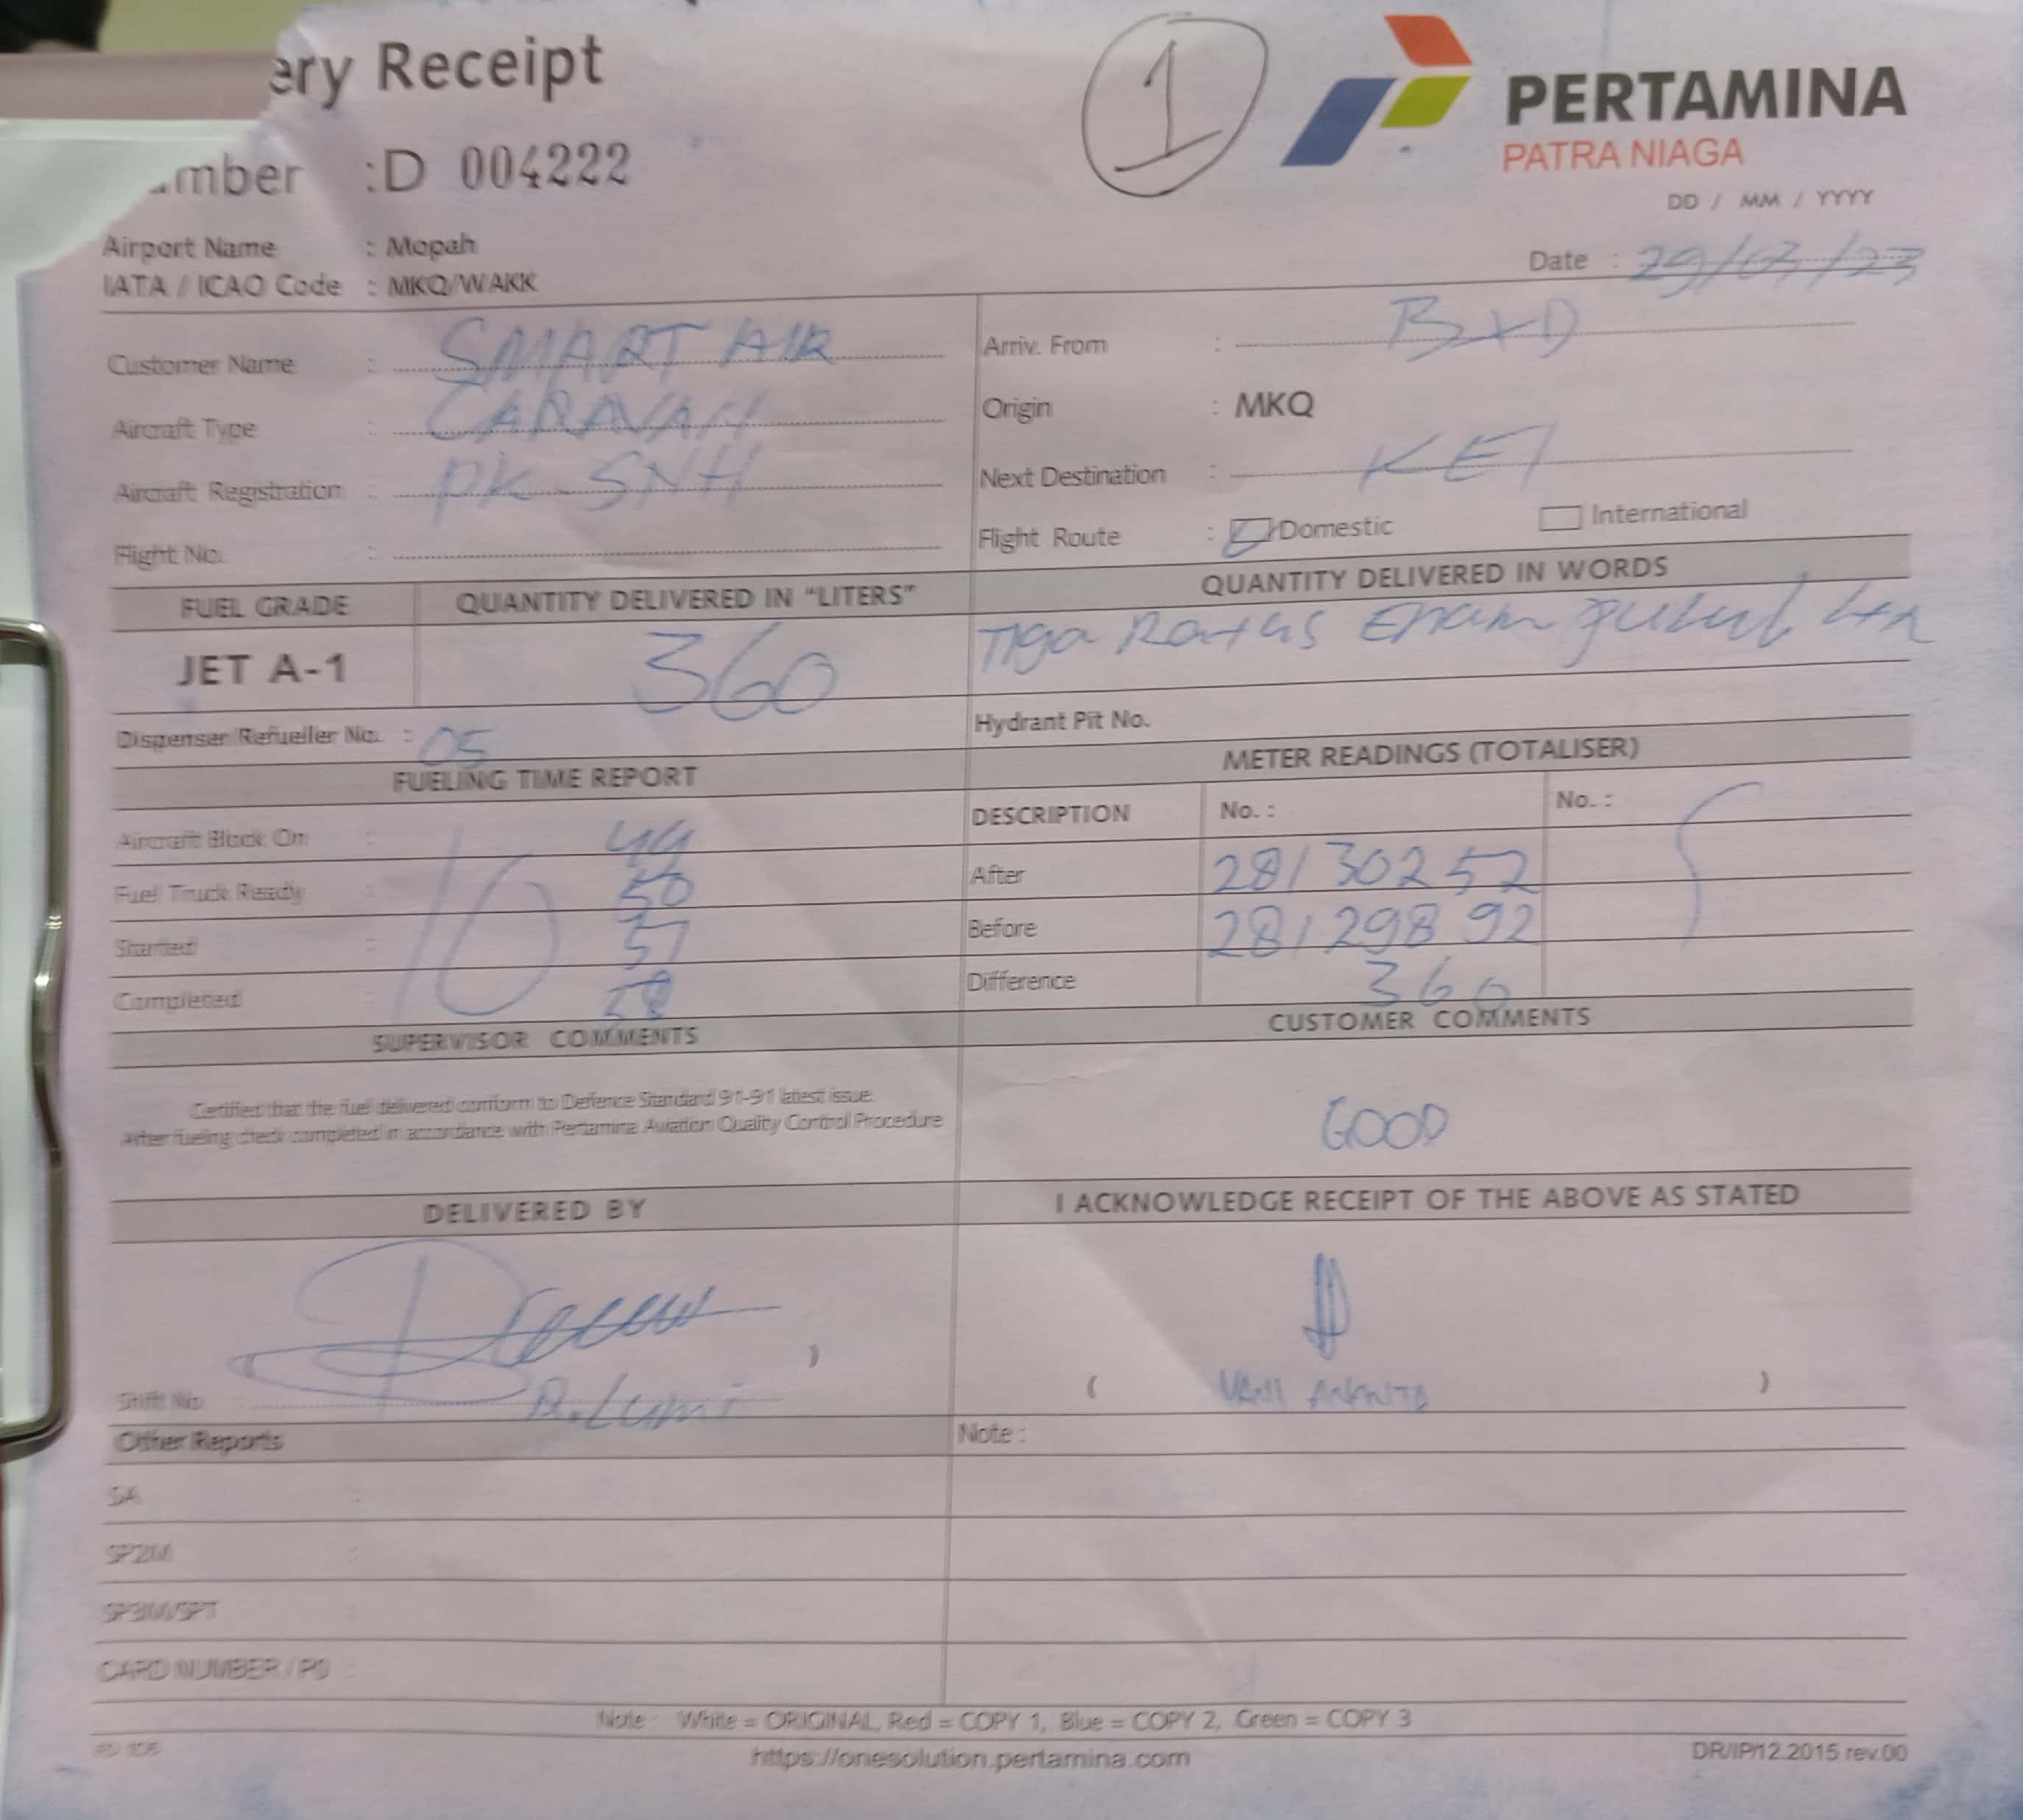 ery Receipt
1
PERTAMINA
PATRA NIAGA
mber :D 004222
DD / MM / YYYY
Airport Name : Mopah
IATA / ICAO Code : MKQ/WAKK
Date : 29/03/23
Customer Name : SMART AIR
Arriv. From : BXD
Aircraft Type : CARAVAN
Origin : MKQ
Aircraft Registration : PK SNH
Next Destination : KEI
Flight No. :
Flight Route : Domestic International
FUEL GRADE QUANTITY DELIVERED IN "LITERS" QUANTITY DELIVERED IN WORDS
JET A-1 360 Tiga Ratus Enam puluh Ltr
Dispenser/Refueller No. : 05
Hydrant Pit No.
FUELING TIME REPORT
METER READINGS (TOTALISER)
DESCRIPTION No. : No. :
Aircraft Block On : 44
Fuel Truck Ready : 50
Started : 10 57
Completed : 58
After 28130252
Before 28129892
Difference 360
SUPERVISOR COMMENTS
CUSTOMER COMMENTS
Certified that the fuel delivered conform to Defence Standard 91-91 latest issue.
After fueling check completed in accordance with Pertamina Aviation Quality Control Procedure
GOOD
DELIVERED BY
I ACKNOWLEDGE RECEIPT OF THE ABOVE AS STATED
)
Shift No
( )
Other Reports
Note :
SA :
SP2M :
SP3M/SPT :
CARD NUMBER / PO :
Note : White = ORIGINAL, Red = COPY 1, Blue = COPY 2, Green = COPY 3
https://onesolution.pertamina.com
DR/IP/12.2015 rev.00